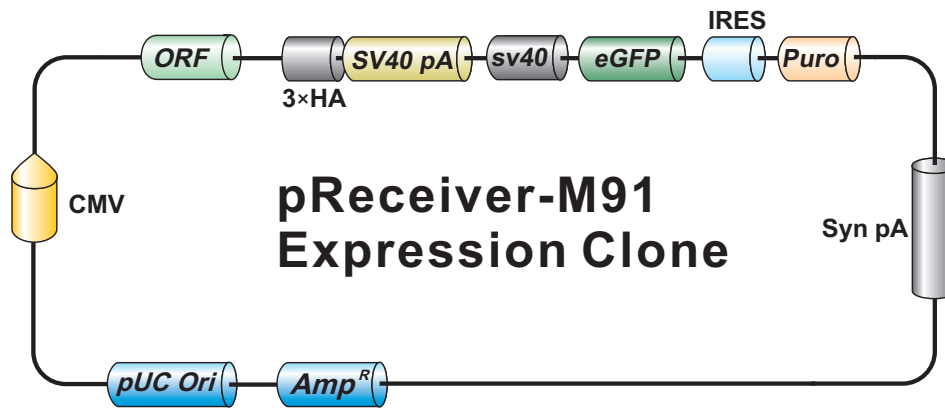 IRES
ORF
SV40 pA
sv40
eGFP
Puro
3×HA
CMV
pReceiver-M91
Expression Clone
Syn pA
pUC Ori
Amp^R